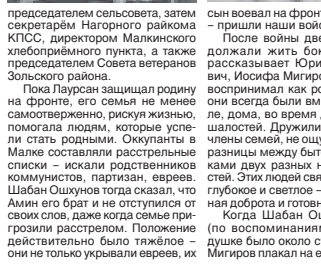 председателем сельсовета, затем
секретарём Нагорного райкома
КПСС, директором Малкинского
хлебоприёмного пункта, а также
председателем Совета ветеранов
Зольского района.
Пока Лаурсан защищал родину
на фронте, его семья не менее
самоотверженно, рискуя жизнью,
помогала людям, которые успе-
ли стать родными. Оккупанты в
Малке составляли расстрельные
списки – искали родственников
коммунистов, партизан, евреев.
Шабан Ошхунов тогда сказал, что
Амин его брат и не отступился от
своих слов, даже когда семье при-
грозили расстрелом. Положение
действительно было тяжёлое –
они не только укрывали евреев, их
сын воевал на фронт
– пришли наши войс
После войны две
должали жить бок
рассказывает Юри
вич, Иосифа Мигиро
воспринимал как ро
они всегда были вм
ле, дома, во время
шалостей. Дружили
члены семей, не ощу
разницы между быт
ками двух разных н
стей. Этих людей свя
глубокое и светлое –
ная доброта и готовн
Когда Шабан Ош
(по воспоминаниям
душке было около с
Мигирова плакал на е